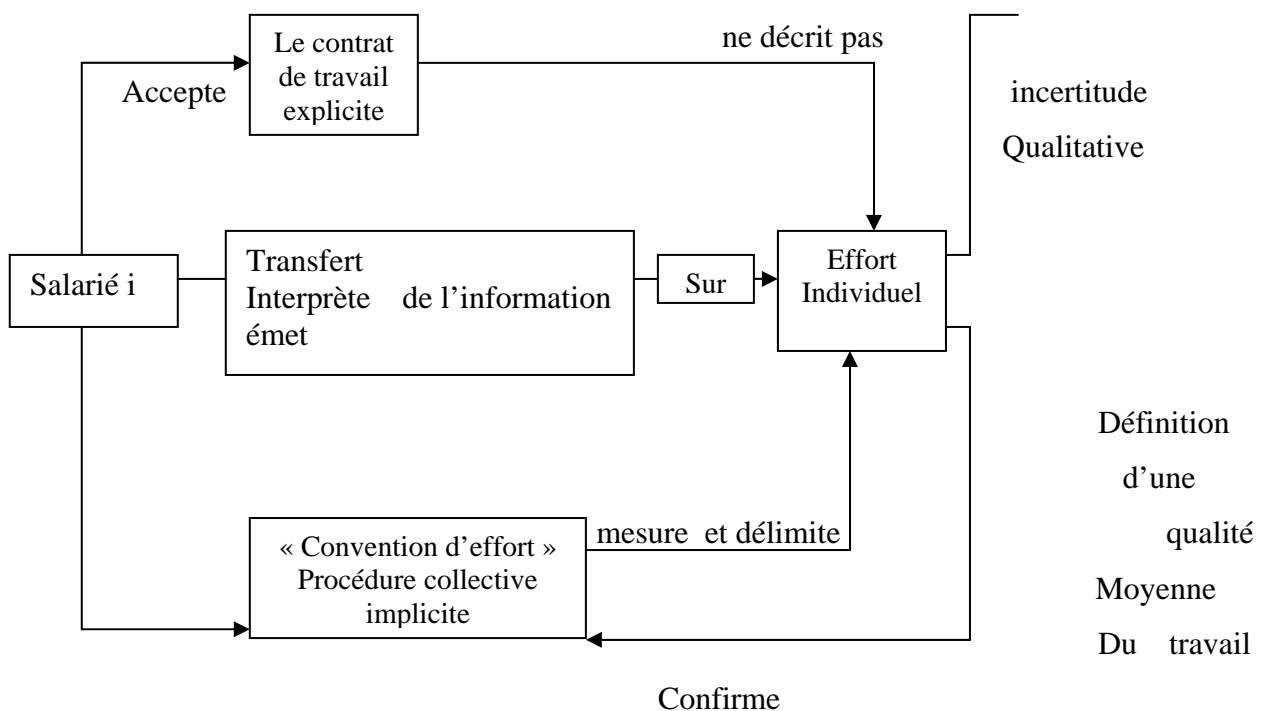 Le contrat
de travail
explicite
ne décrit pas
Accepte
incertitude
Qualitative
Salarié i
Transfert
Interprète de l’information
émet
Sur
Effort
Individuel
Définition
d’une
qualité
Moyenne
Du travail
« Convention d’effort »
Procédure collective
implicite
mesure et délimite
Confirme